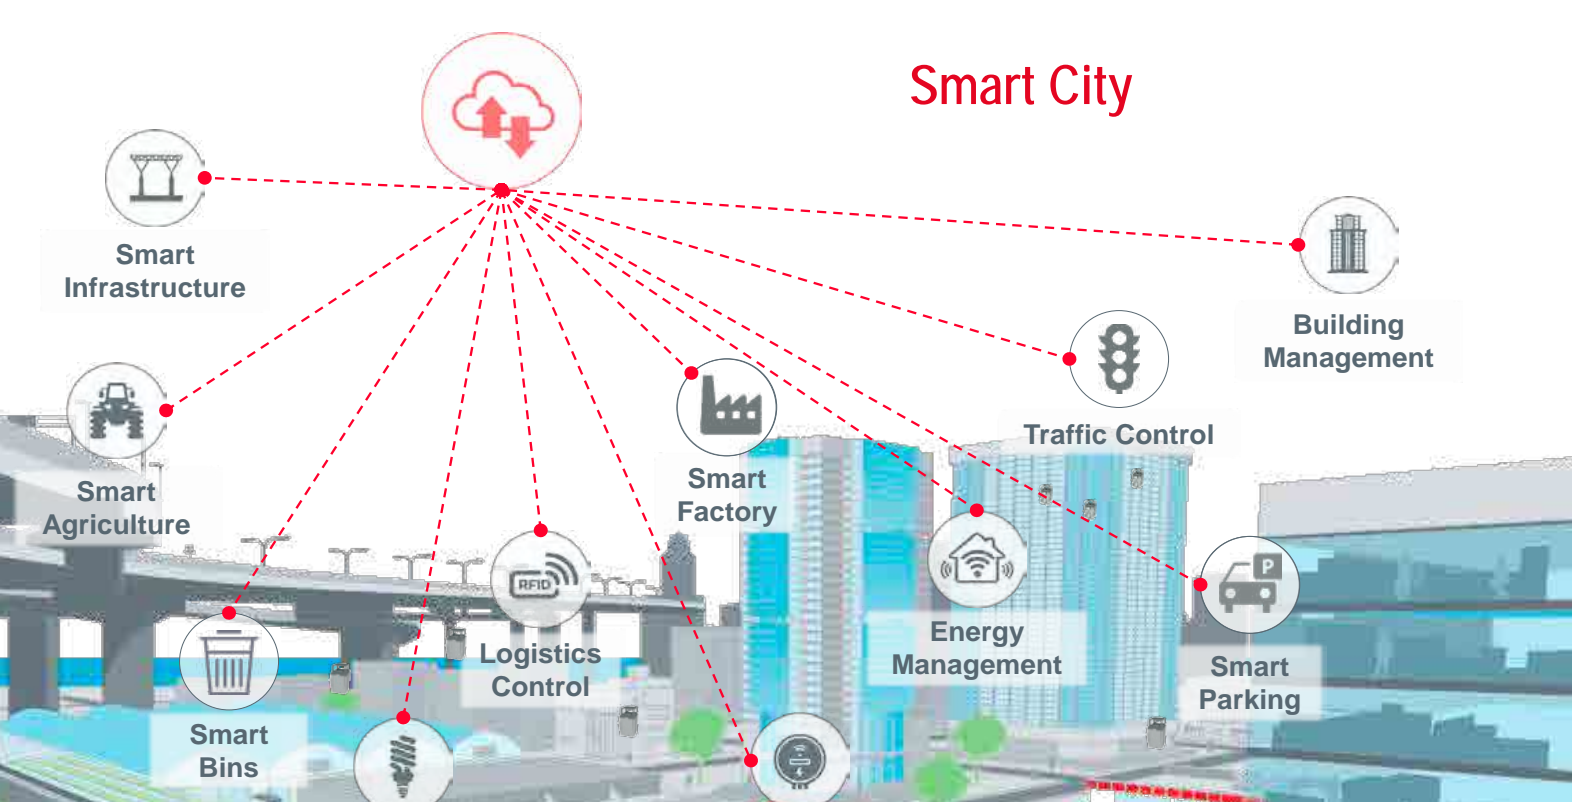 Smart City
Smart
Infrastructure
Building
Management
Traffic Control
Smart
Agriculture
Smart
Factory
RFID
P
Logistics
Control
Energy
Management
Smart
Parking
Smart
Bins